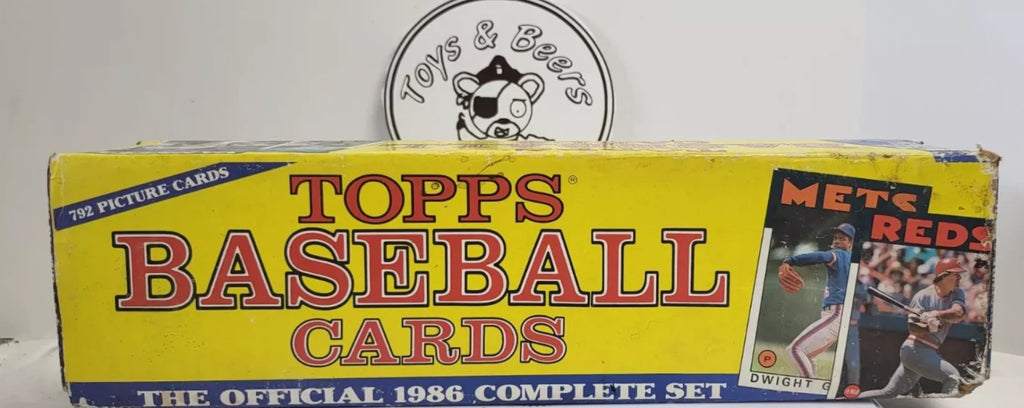 Toys & Beers
792 PICTURE CARDS
TOPPS®
BASEBALL
CARDS
THE OFFICIAL 1986 COMPLETE SET
METS
REDS
P
DWIGHT G